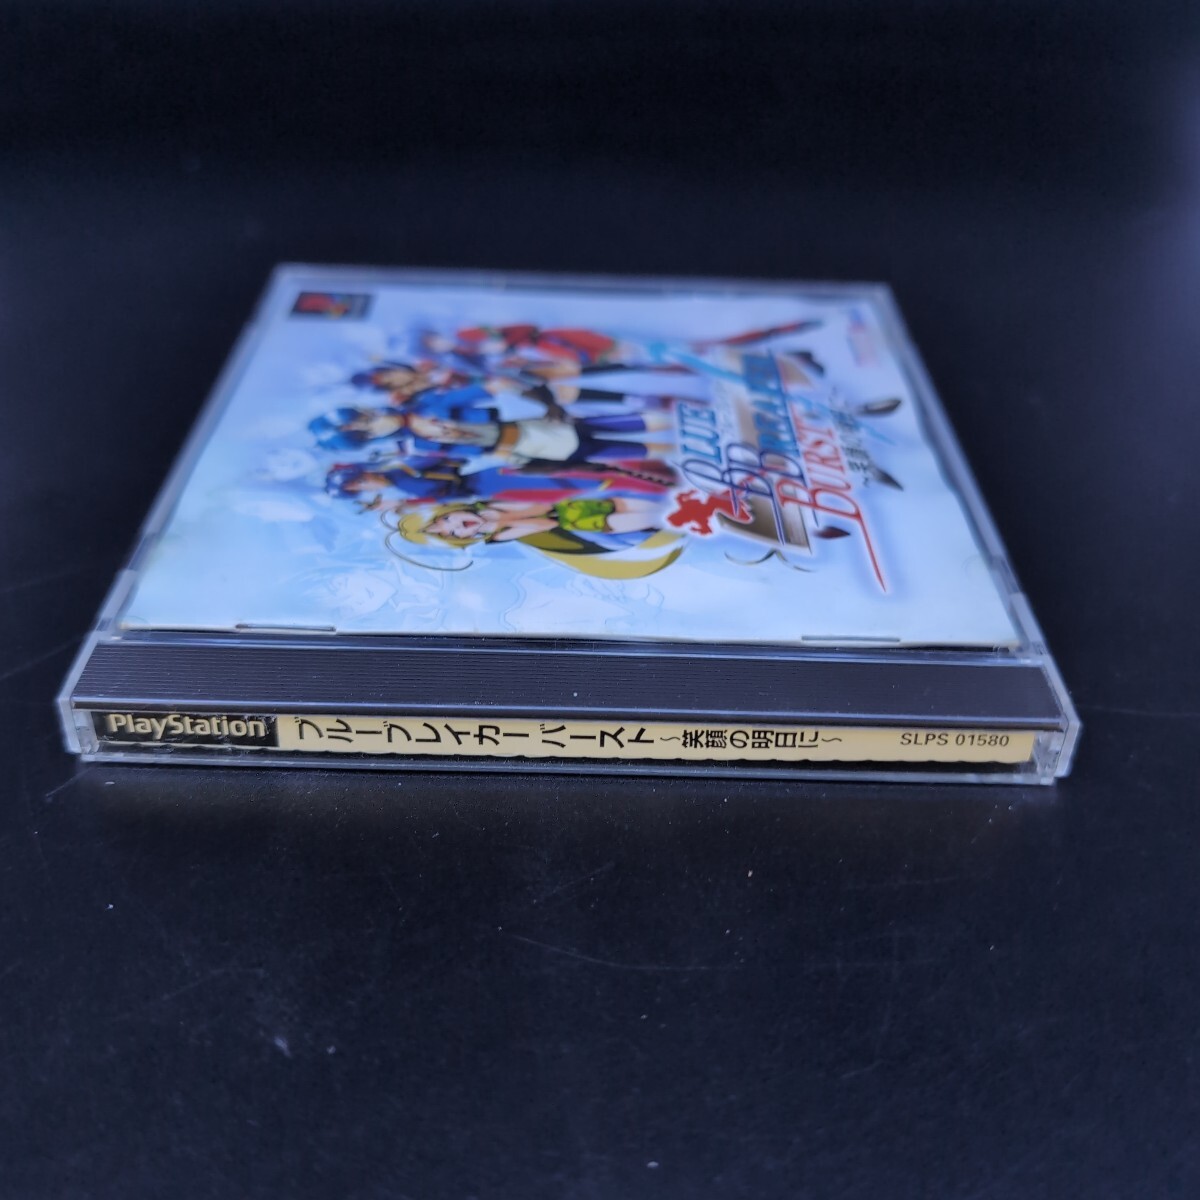 BLUE
BREAKER
BURST
PlayStation
ブルーブレイカー バースト ～笑顔の明日に～
SLPS 01580